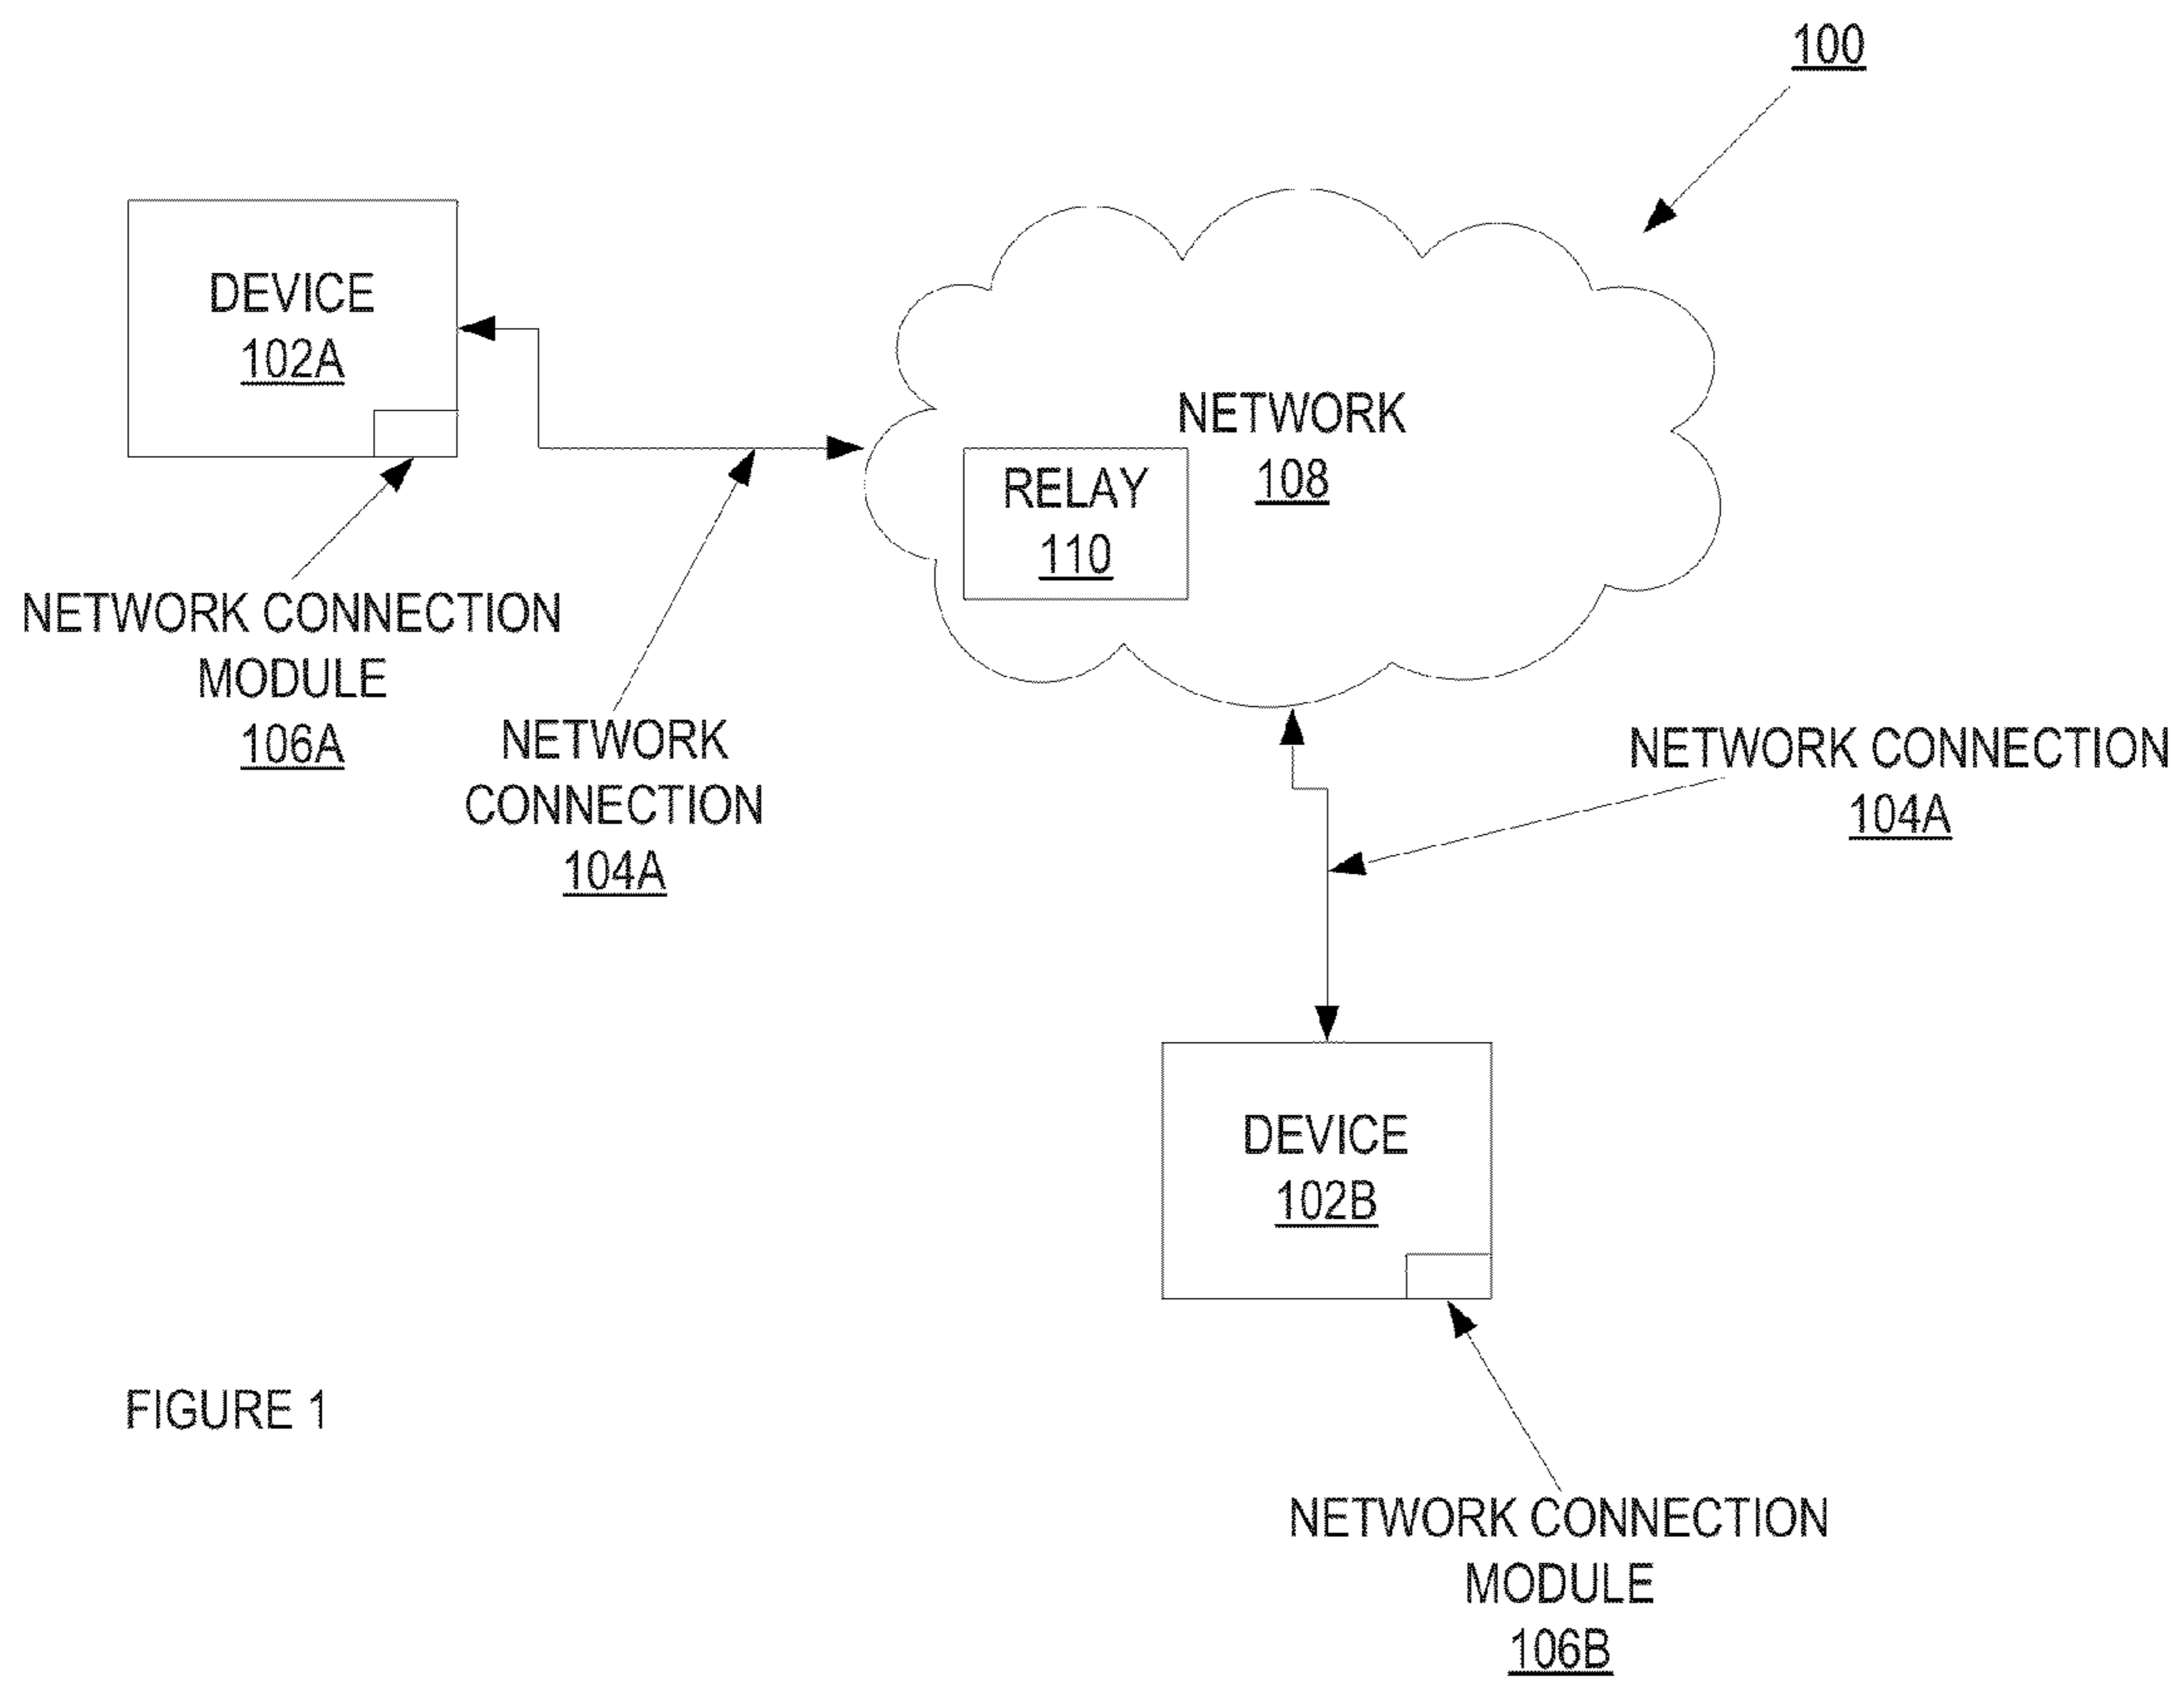 100
DEVICE
102A
NETWORK
108
RELAY
110
NETWORK CONNECTION
MODULE
106A
NETWORK
CONNECTION
104A
NETWORK CONNECTION
104A
DEVICE
102B
FIGURE 1
NETWORK CONNECTION
MODULE
106B